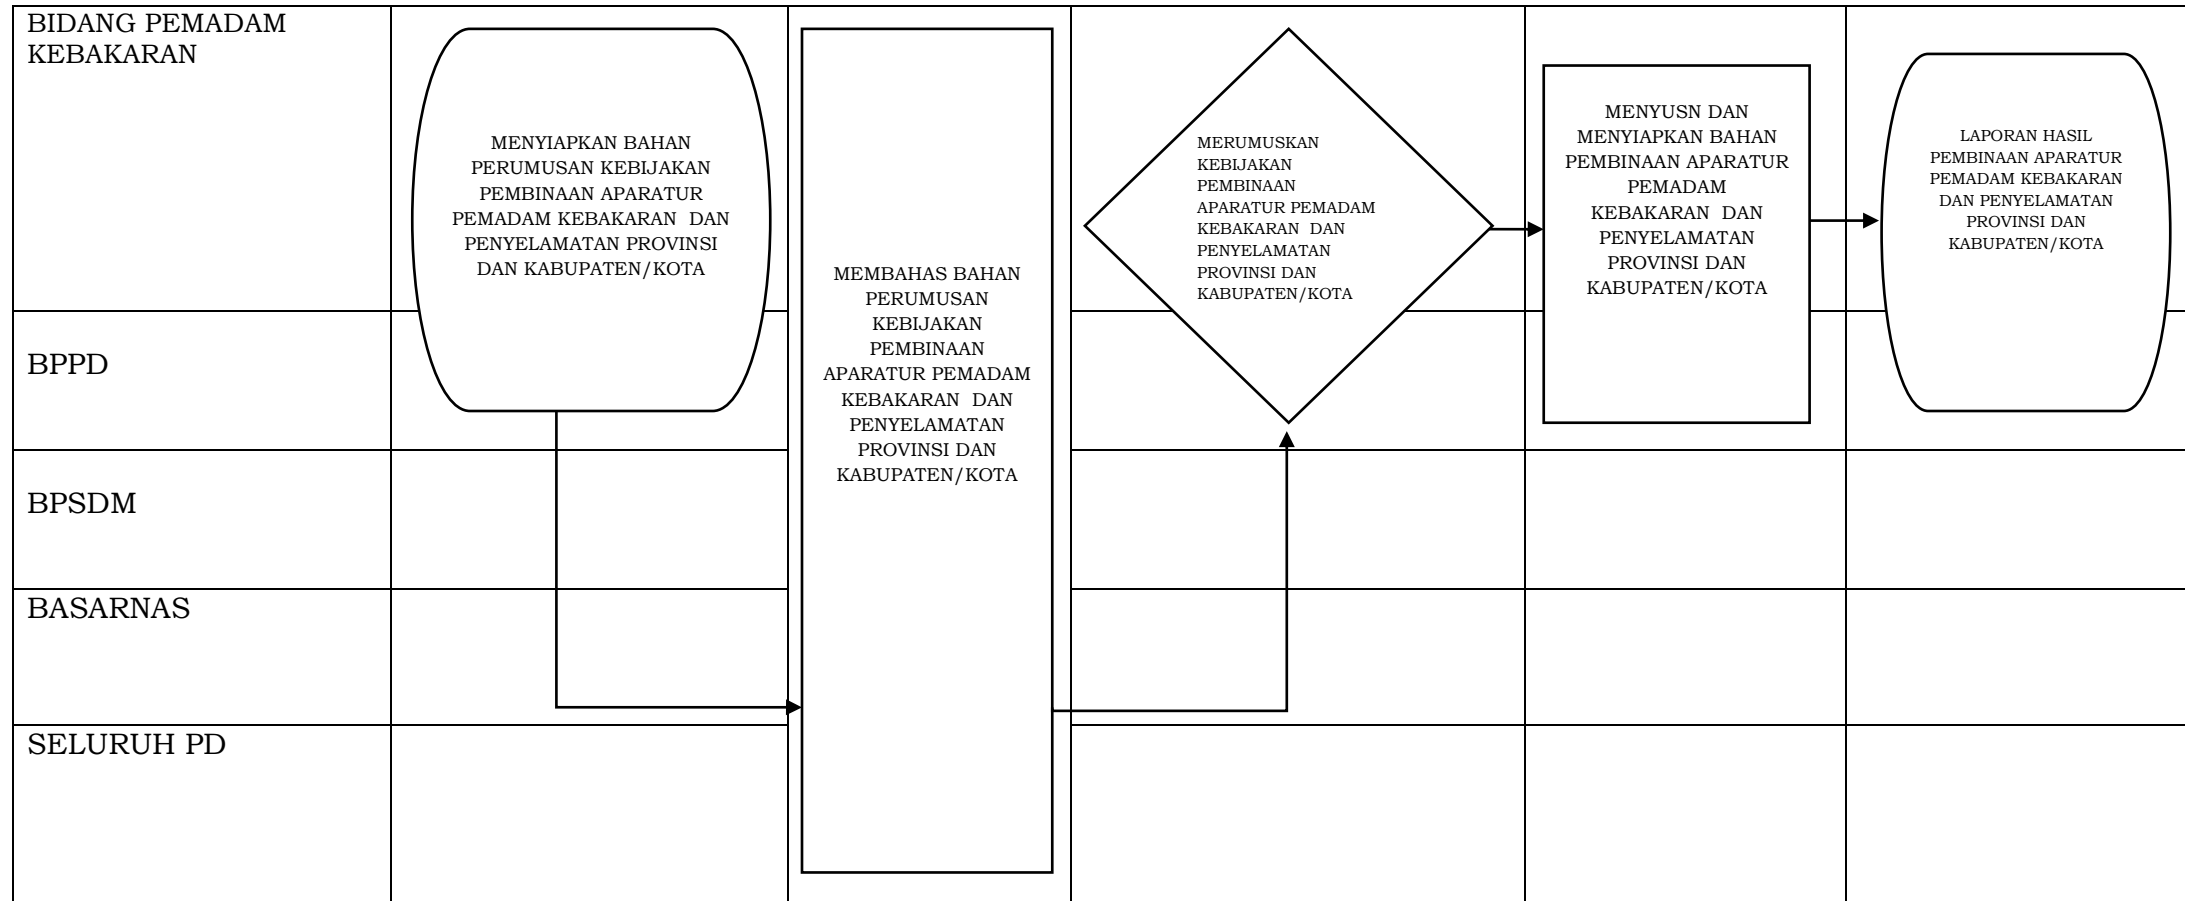 BIDANG PEMADAM
KEBAKARAN
MENYIAPKAN BAHAN
PERUMUSAN KEBIJAKAN
PEMBINAAN APARATUR
PEMADAM KEBAKARAN  DAN
PENYELAMATAN PROVINSI
DAN KABUPATEN/KOTA
MEMBAHAS BAHAN
PERUMUSAN
KEBIJAKAN
PEMBINAAN
APARATUR PEMADAM
KEBAKARAN  DAN
PENYELAMATAN
PROVINSI DAN
KABUPATEN/KOTA
MERUMUSKAN
KEBIJAKAN
PEMBINAAN
APARATUR PEMADAM
KEBAKARAN  DAN
PENYELAMATAN
PROVINSI DAN
KABUPATEN/KOTA
MENYUSN DAN
MENYIAPKAN BAHAN
PEMBINAAN APARATUR
PEMADAM
KEBAKARAN  DAN
PENYELAMATAN
PROVINSI DAN
KABUPATEN/KOTA
LAPORAN HASIL
PEMBINAAN APARATUR
PEMADAM KEBAKARAN
DAN PENYELAMATAN
PROVINSI DAN
KABUPATEN/KOTA
BPPD
BPSDM
BASARNAS
SELURUH PD